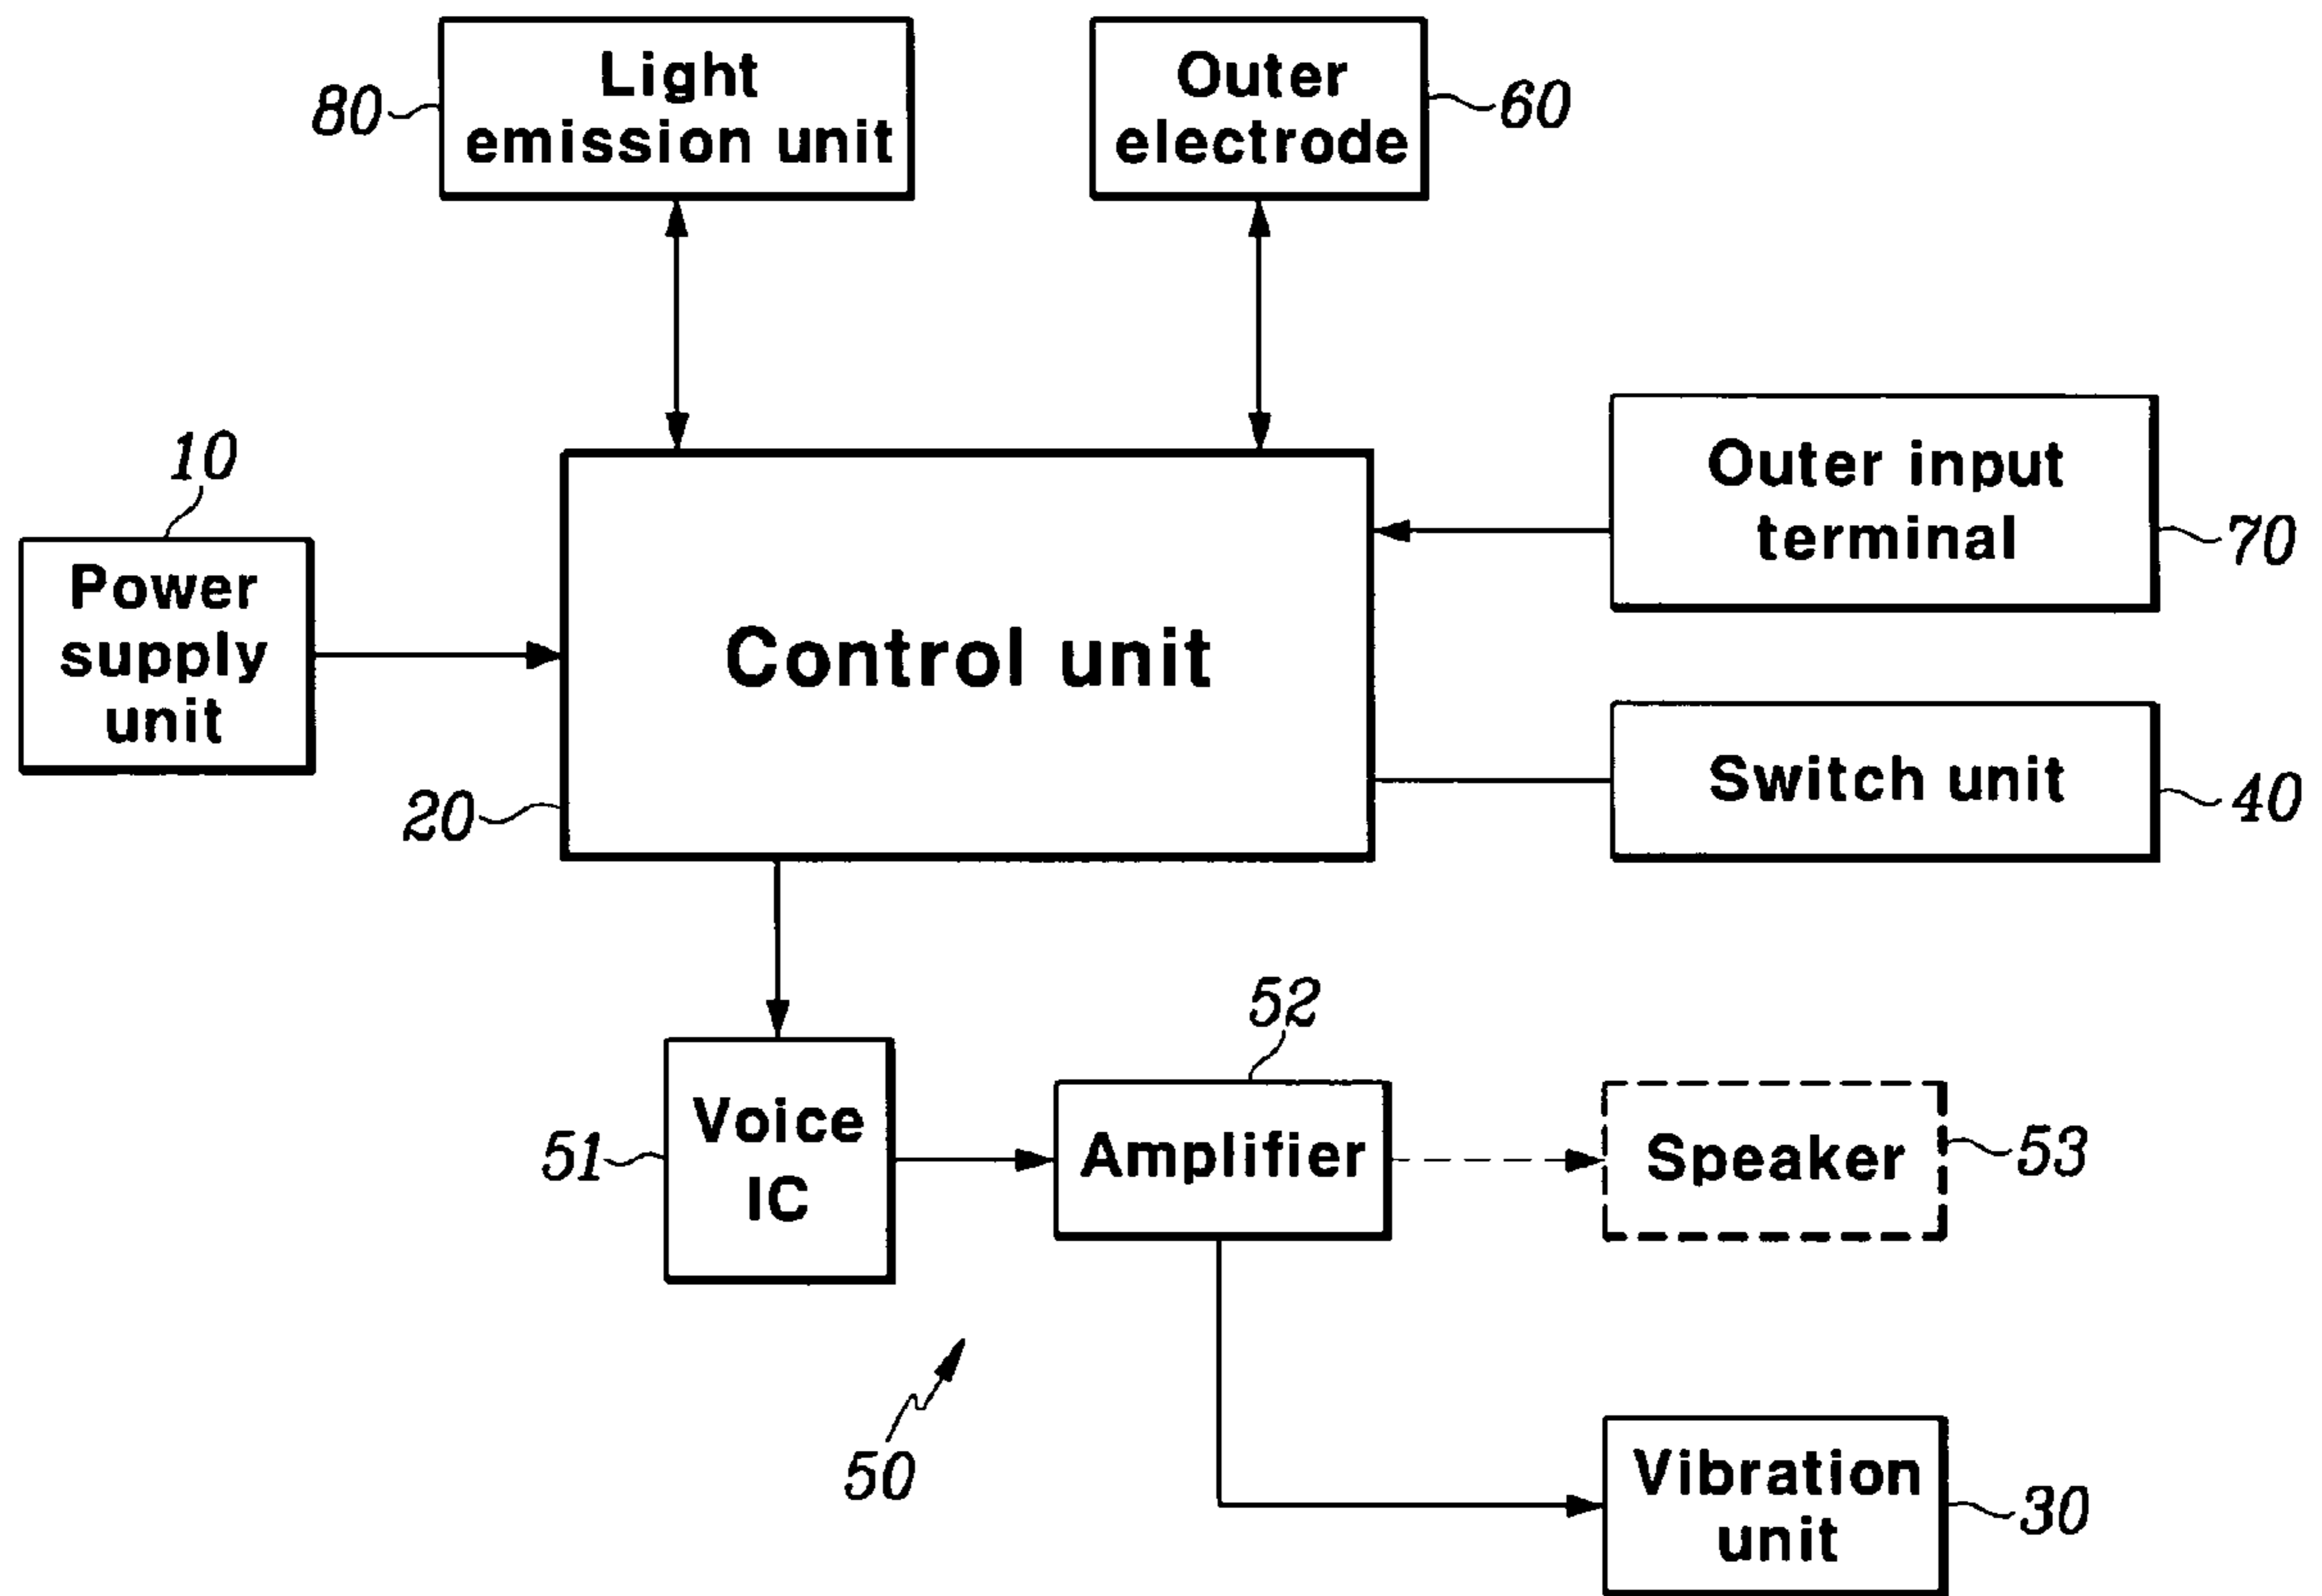 Light
emission unit
80
Outer
electrode
60
10
Power
supply
unit
Control unit
20
Outer input
terminal
70
Switch unit
40
Voice
IC
51
52
Amplifier
Speaker
53
50
Vibration
unit
30